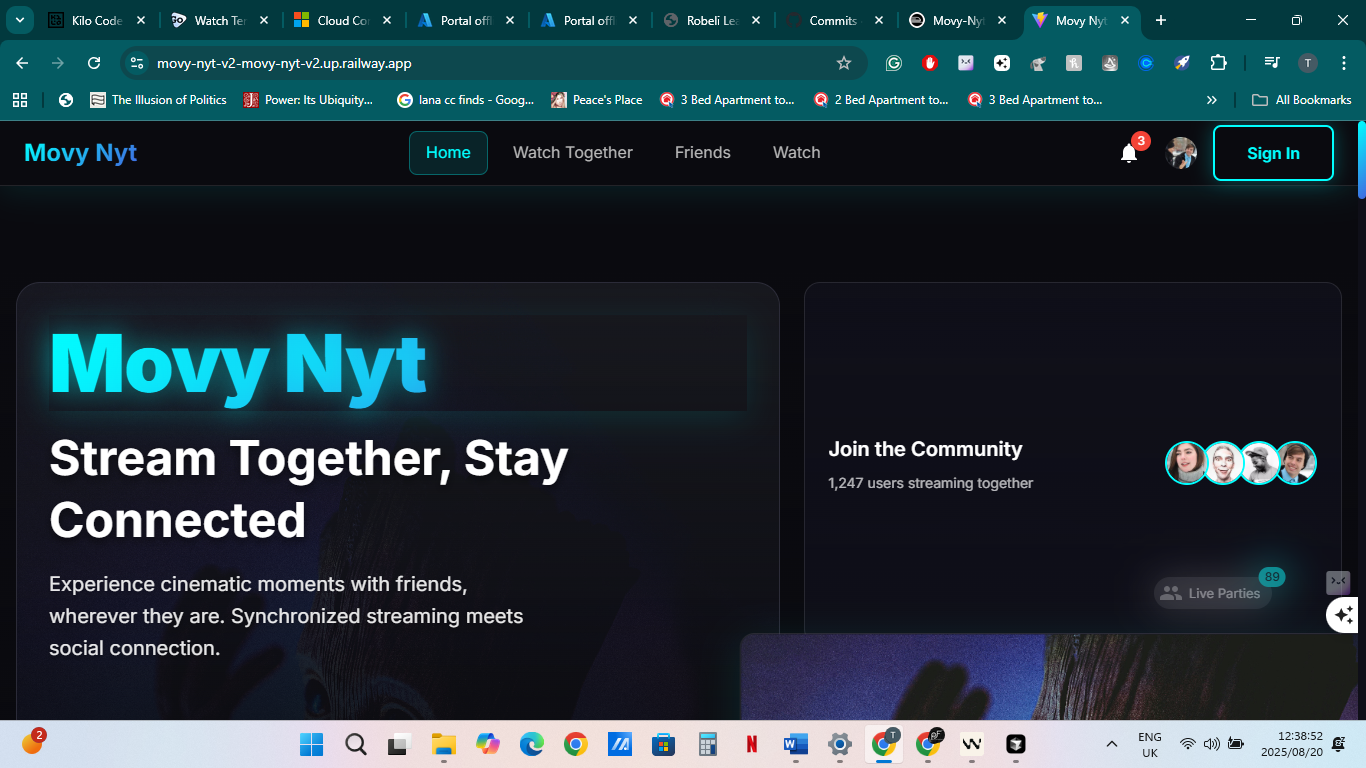 Kilo Code
Watch Ter
Cloud Co
Portal offi
Portal offi
Robeli Lea
Commits
Movy-Nyt
Movy Nyt
movy-nyt-v2-movy-nyt-v2.up.railway.app
T
The Illusion of Politics
Power: Its Ubiquity...
lana cc finds - Goog...
Peace's Place
3 Bed Apartment to...
2 Bed Apartment to...
3 Bed Apartment to...
All Bookmarks
Movy Nyt
Home
Watch Together
Friends
Watch
3
Sign In
Movy Nyt
Stream Together, Stay
Connected
Experience cinematic moments with friends,
wherever they are. Synchronized streaming meets
social connection.
Join the Community
1,247 users streaming together
89
Live Parties
2
T
ENG
UK
12:38:52
2025/08/20